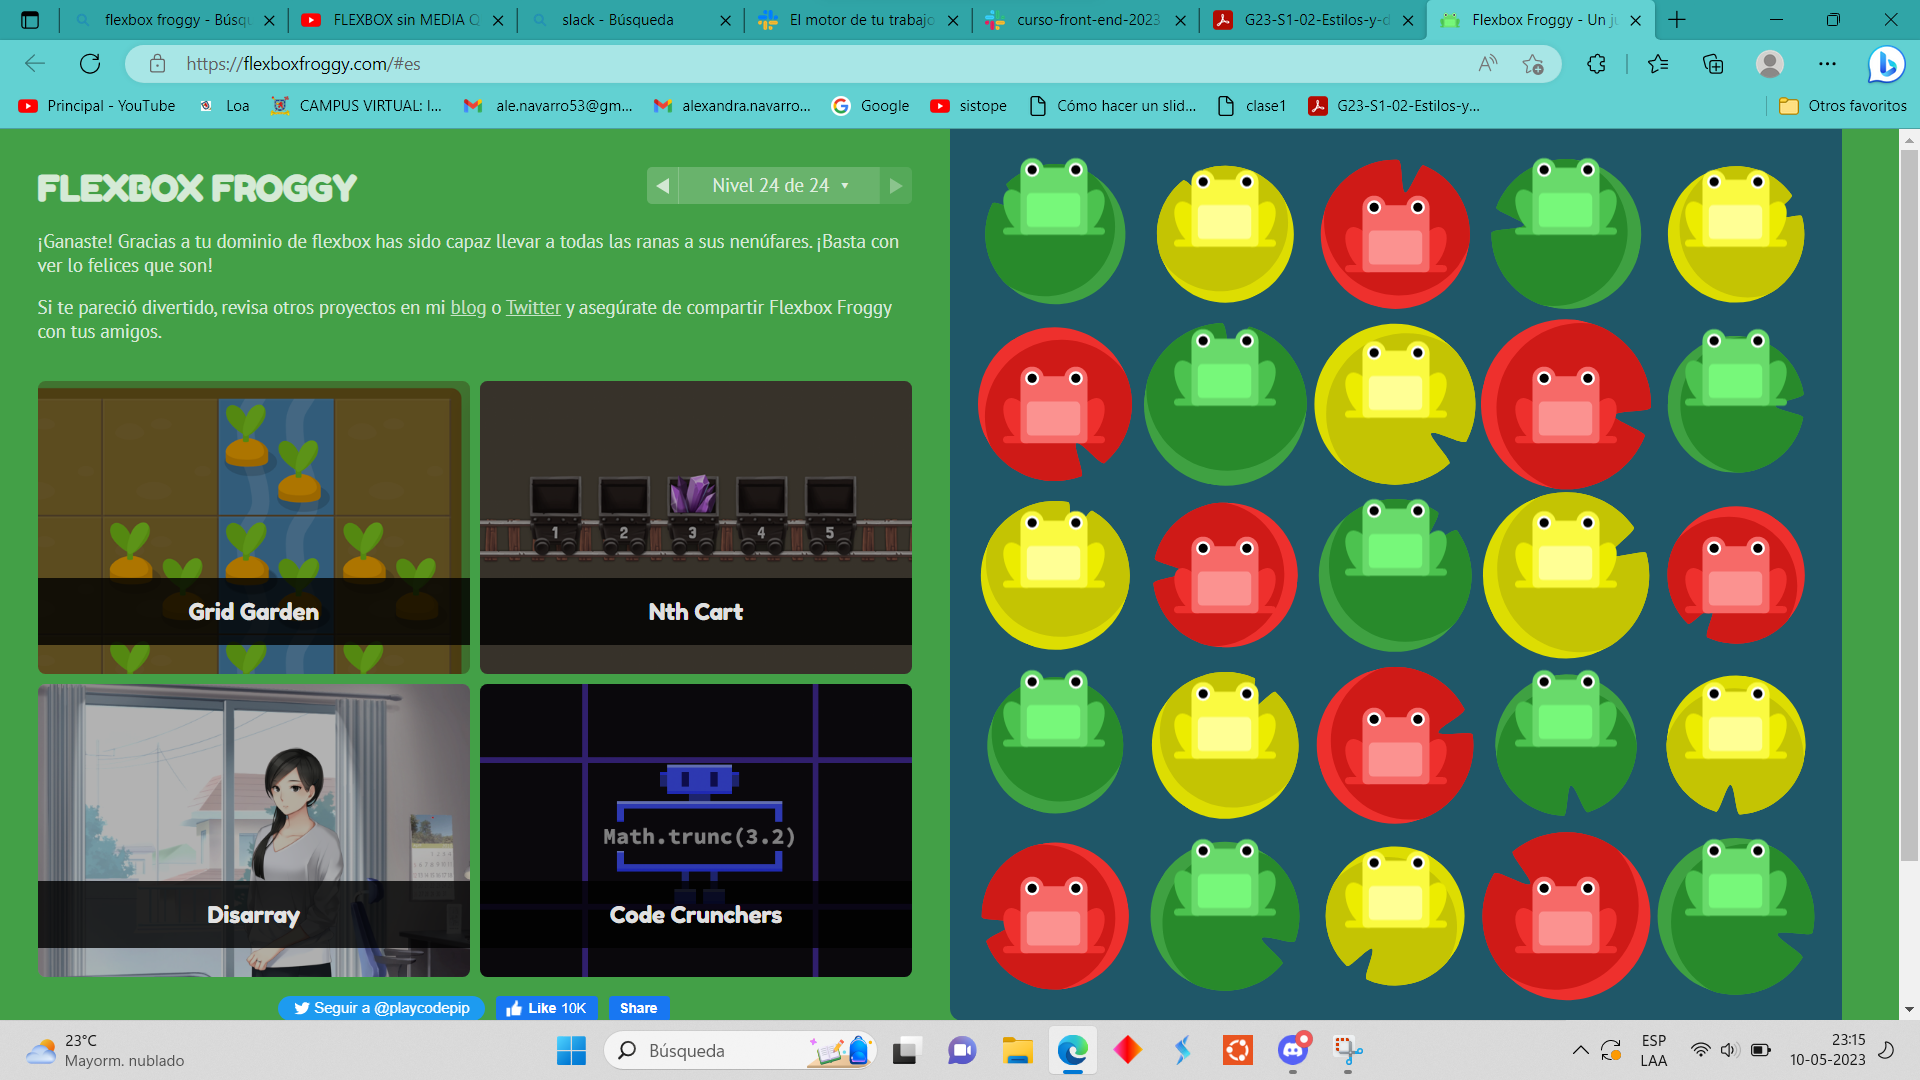 flexbox froggy - Búsqu
FLEXBOX sin MEDIA Q
slack - Búsqueda
El motor de tu trabajo
curso-front-end-2023
G23-S1-02-Estilos-y-d
Flexbox Froggy - Un ju
https://flexboxfroggy.com/#es
Principal - YouTube
Loa
CAMPUS VIRTUAL: I...
ale.navarro53@gm...
alexandra.navarro...
Google
sistope
Cómo hacer un slid...
clase1
G23-S1-02-Estilos-y...
Otros favoritos
FLEXBOX FROGGY
Nivel 24 de 24
¡Ganaste! Gracias a tu dominio de flexbox has sido capaz llevar a todas las ranas a sus nenúfares. ¡Basta con
ver lo felices que son!
Si te pareció divertido, revisa otros proyectos en mi blog o Twitter y asegúrate de compartir Flexbox Froggy
con tus amigos.
Grid Garden
1 2 3 4 5
Nth Cart
Disarray
Math.trunc(3.2)
Code Crunchers
Seguir a @playcodepip
Like 10K
Share
23°C
Mayorm. nublado
Búsqueda
ESP
LAA
23:15
10-05-2023